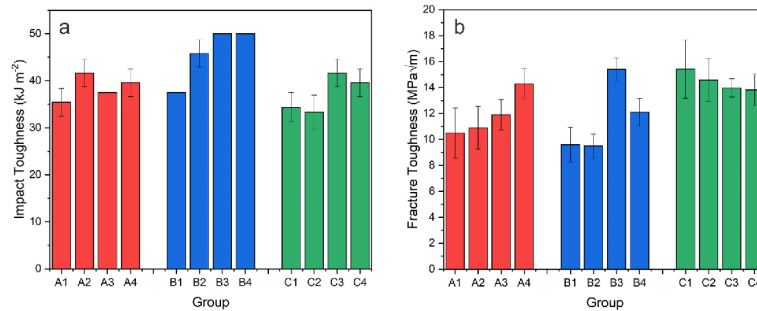 a
Impact Toughness (kJ m⁻²)
50
40
30
20
10
0
A1 A2 A3 A4 B1 B2 B3 B4 C1 C2 C3 C4
Group
b
Fracture Toughness (MPa√m)
20
18
16
14
12
10
8
6
4
2
0
A1 A2 A3 A4 B1 B2 B3 B4 C1 C2 C3 C4
Group